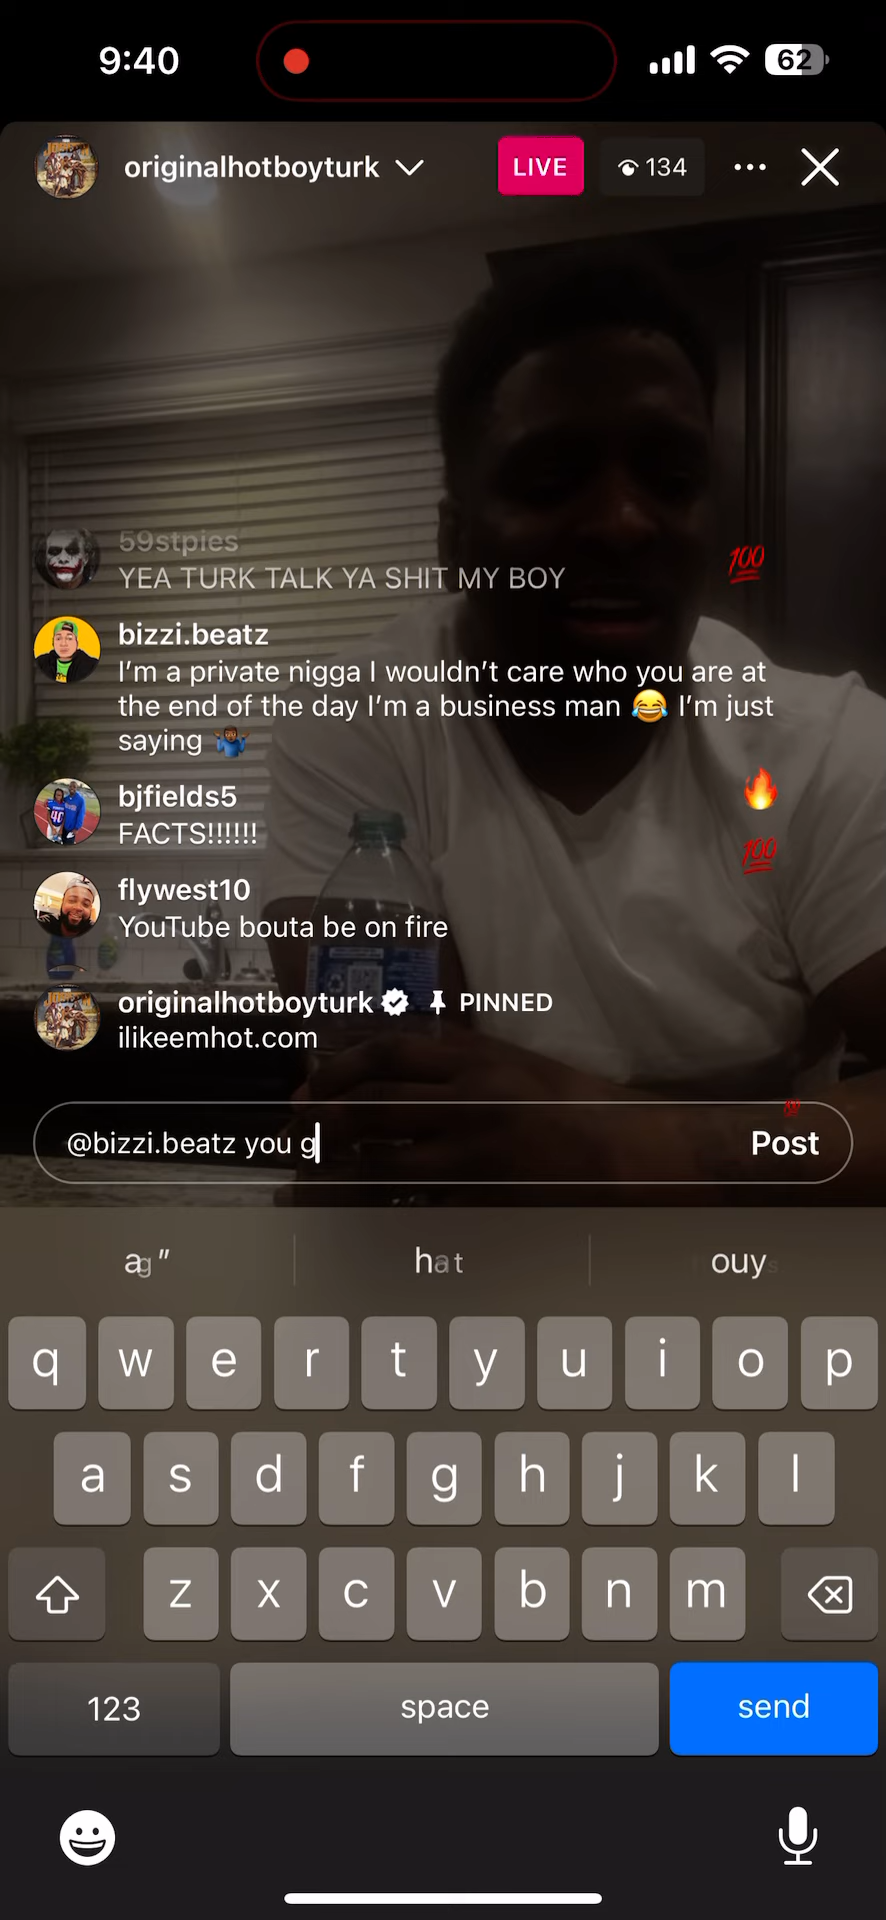 9:40
62
originalhotboyturk
LIVE
134
59stpies
YEA TURK TALK YA SHIT MY BOY
💯
bizzi.beatz
I'm a private nigga I wouldn't care who you are at
the end of the day I'm a business man 😂 I'm just
saying 🤷🏾‍♂️
bjfields5
FACTS!!!!!!
🔥
💯
flywest10
YouTube bouta be on fire
originalhotboyturk PINNED
ilikeemhot.com
@bizzi.beatz you g
Post
q w e r t y u i o p
a s d f g h j k l
z x c v b n m
123 space send